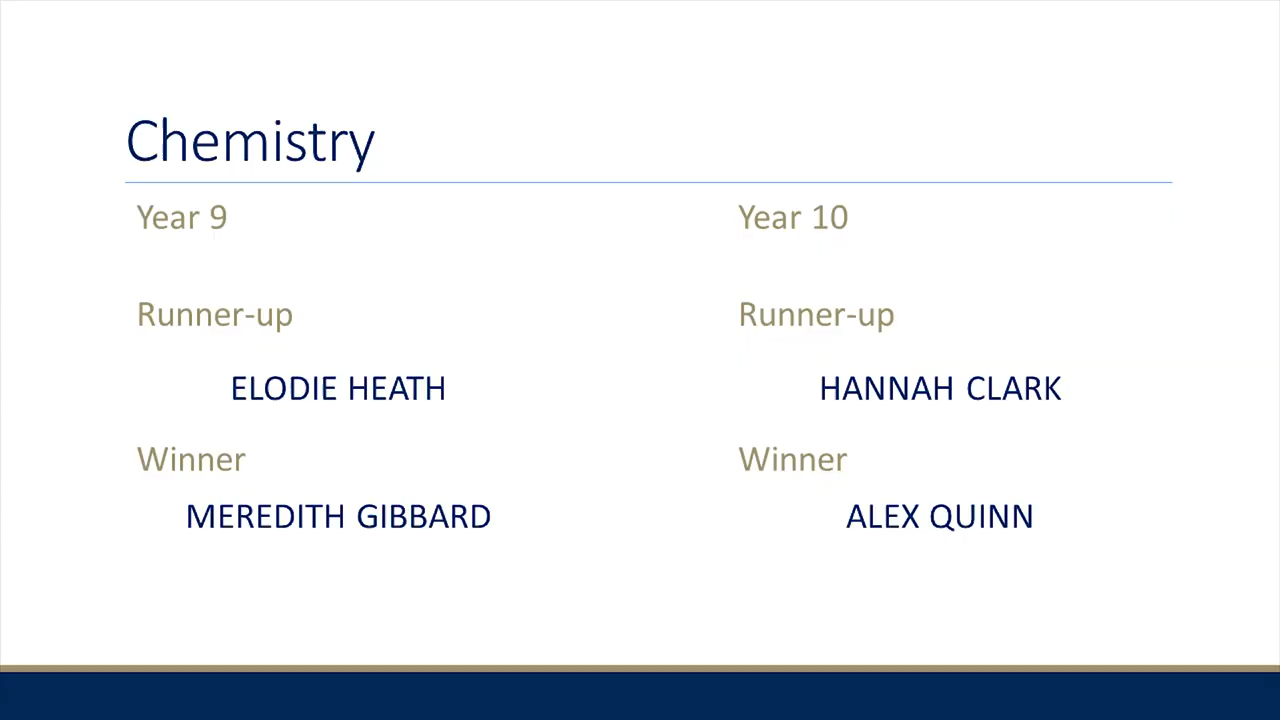 Chemistry
Year 9
Runner-up
ELODIE HEATH
Winner
MEREDITH GIBBARD
Year 10
Runner-up
HANNAH CLARK
Winner
ALEX QUINN